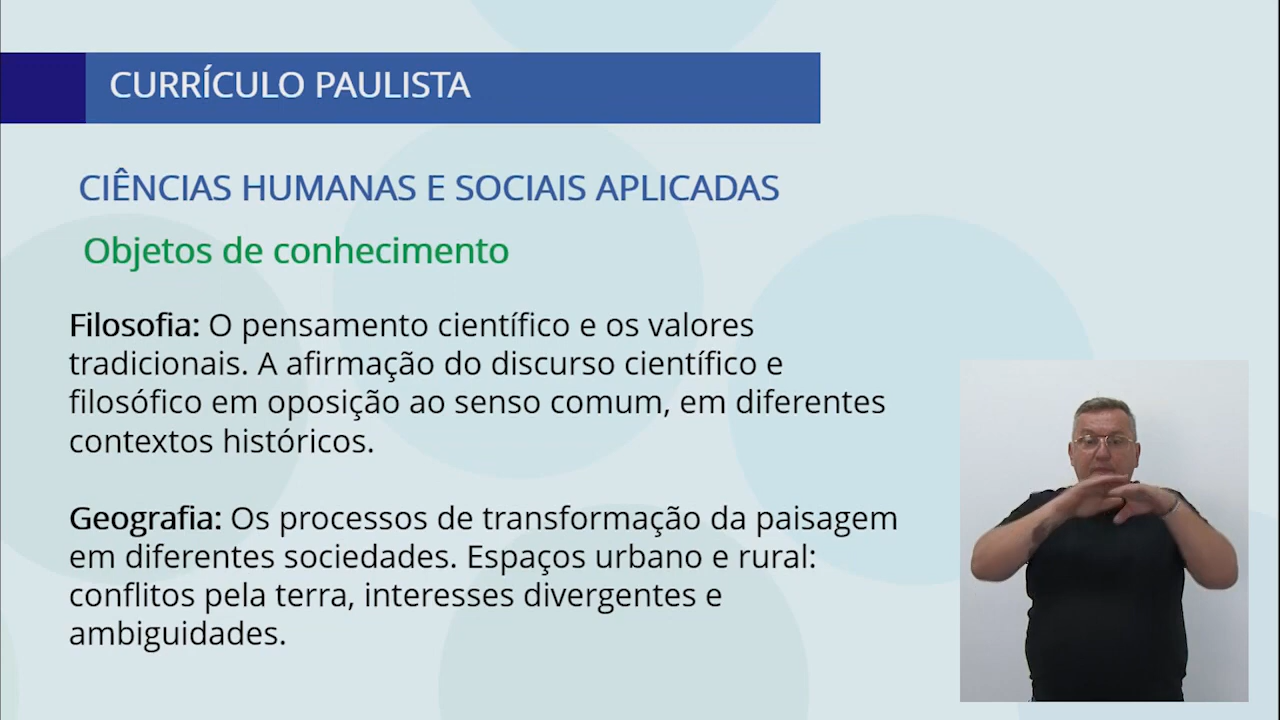 CURRÍCULO PAULISTA
CIÊNCIAS HUMANAS E SOCIAIS APLICADAS
Objetos de conhecimento
Filosofia: O pensamento científico e os valores
tradicionais. A afirmação do discurso científico e
filosófico em oposição ao senso comum, em diferentes
contextos históricos.
Geografia: Os processos de transformação da paisagem
em diferentes sociedades. Espaços urbano e rural:
conflitos pela terra, interesses divergentes e
ambiguidades.